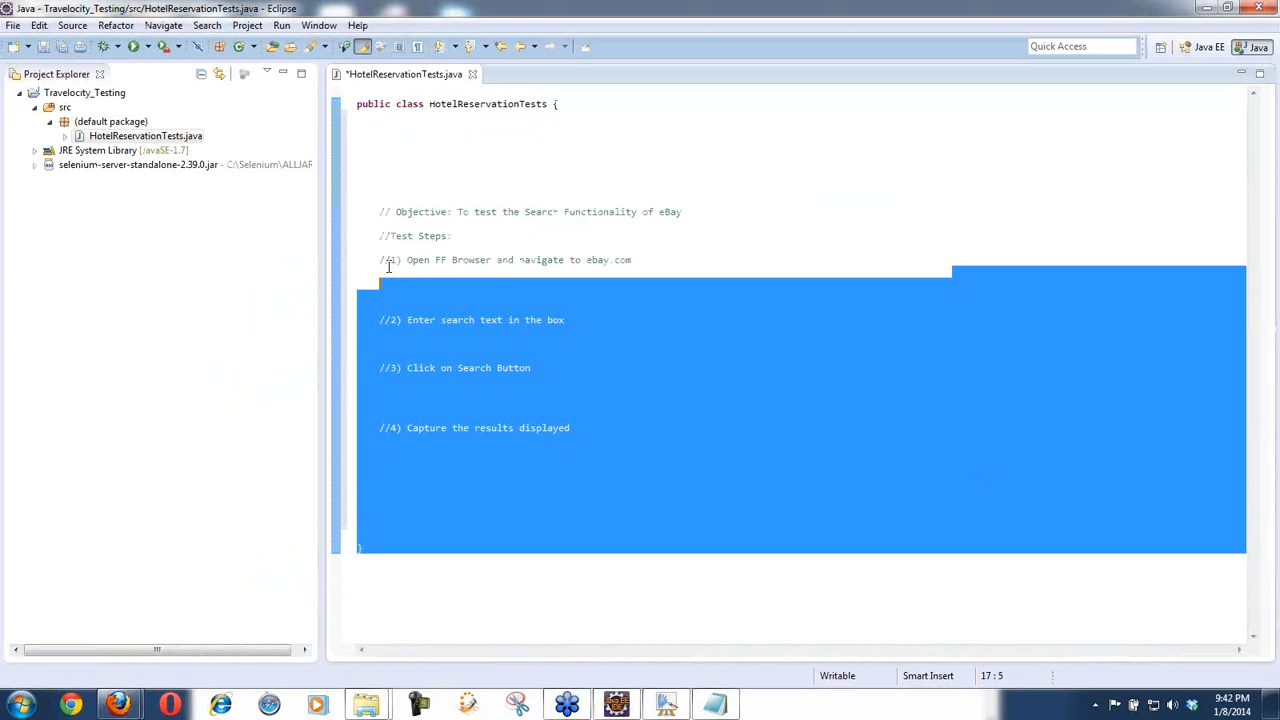 Java - Travelocity_Testing/src/HotelReservationTests.java - Eclipse
File Edit Source Refactor Navigate Search Project Run Window Help
Quick Access
Java EE
Java
Project Explorer
*HotelReservationTests.java
Travelocity_Testing
src
(default package)
HotelReservationTests.java
JRE System Library [JavaSE-1.7]
selenium-server-standalone-2.39.0.jar - C:\Selenium\ALLJAR
public class HotelReservationTests {
// Objective: To test the Search Functionality of eBay
//Test Steps:
//1) Open FF Browser and navigate to ebay.com
//2) Enter search text in the box
//3) Click on Search Button
//4) Capture the results displayed
}
Writable
Smart Insert
17 : 5
9:42 PM
1/8/2014